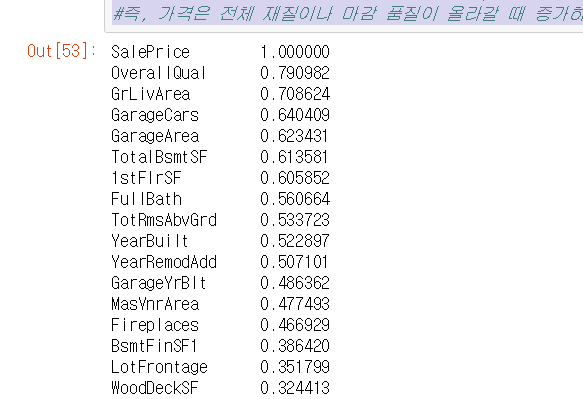 #즉, 가격은 전체 재질이나 마감 품질이 올라갈 때 증가하
Out[53]: SalePrice 1.000000
OverallQual 0.790982
GrLivArea 0.708624
GarageCars 0.640409
GarageArea 0.623431
TotalBsmtSF 0.613581
1stFlrSF 0.605852
FullBath 0.560664
TotRmsAbvGrd 0.533723
YearBuilt 0.522897
YearRemodAdd 0.507101
GarageYrBlt 0.486362
MasVnrArea 0.477493
Fireplaces 0.466929
BsmtFinSF1 0.386420
LotFrontage 0.351799
WoodDeckSF 0.324413